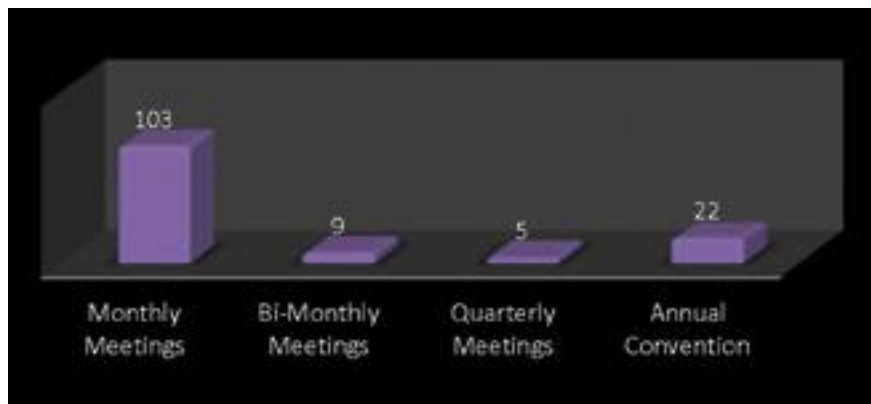 103
9
5
22
Monthly
Meetings
Bi-Monthly
Meetings
Quarterly
Meetings
Annual
Convention